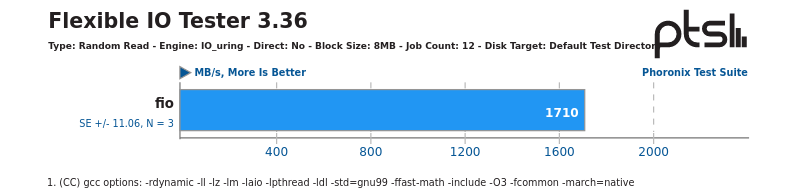 Flexible IO Tester 3.36
Type: Random Read - Engine: IO_uring - Direct: No - Block Size: 8MB - Job Count: 12 - Disk Target: Default Test Director
ptsl
MB/s, More Is Better
Phoronix Test Suite
fio
1710
SE +/- 11.06, N = 3
400 800 1200 1600 2000
1. (CC) gcc options: -rdynamic -ll -lz -lm -laio -lpthread -ldl -std=gnu99 -ffast-math -include -O3 -fcommon -march=native